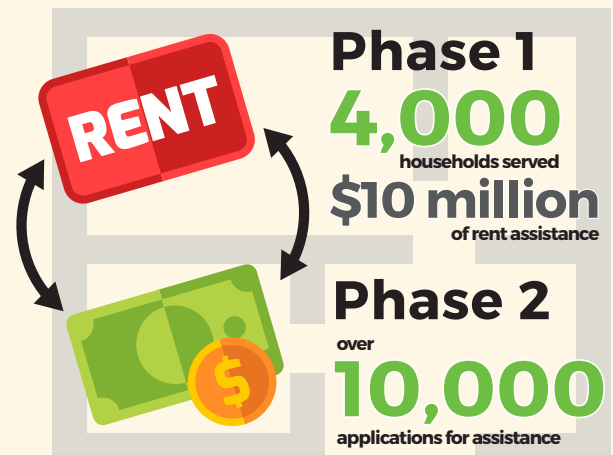 RENT
Phase 1
4,000
households served
$10 million
of rent assistance
$
Phase 2
over
10,000
applications for assistance